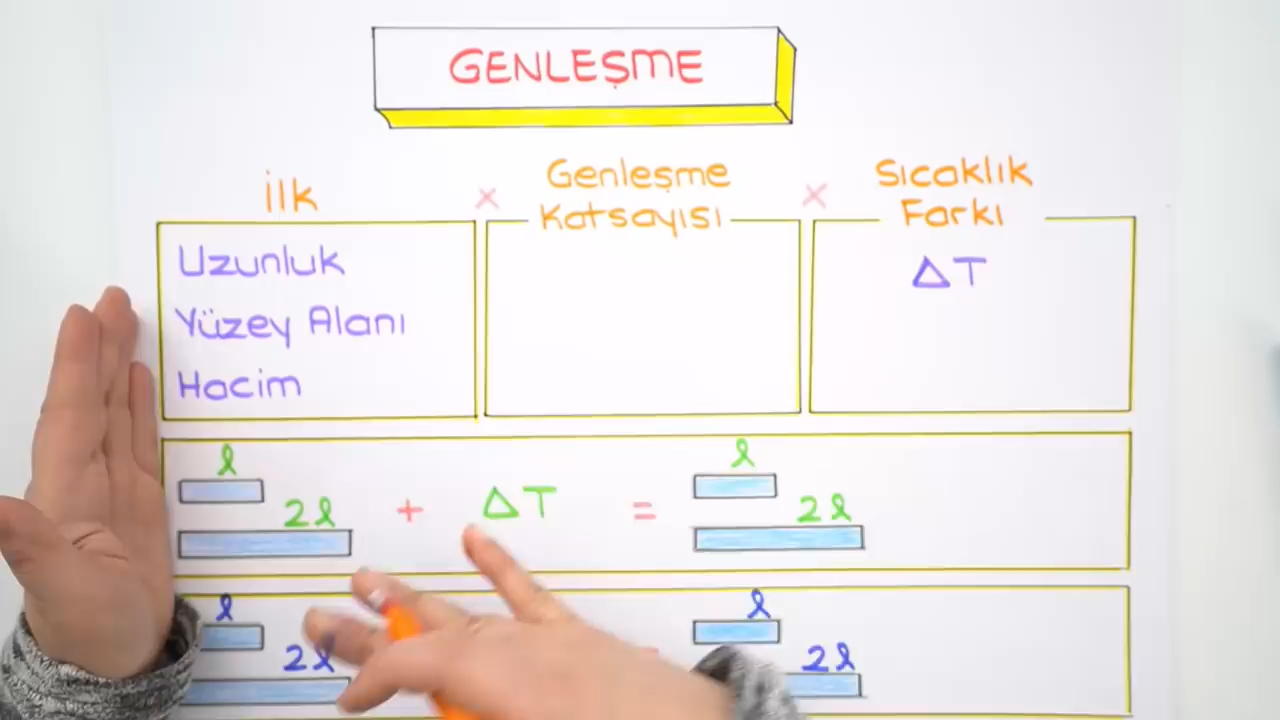 GENLEŞME
İlk x Genleşme Katsayısı x Sıcaklık Farkı
Uzunluk
Yüzey Alanı
Hacim
ΔT
l
2l
+ ΔT =
l
2l
l
2l
l
2l